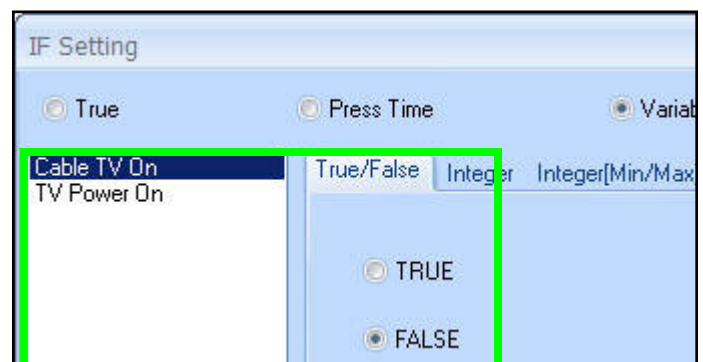 IF Setting
True Press Time Variab
Cable TV On
TV Power On
True/False Integer Integer[Min/Max
TRUE
FALSE